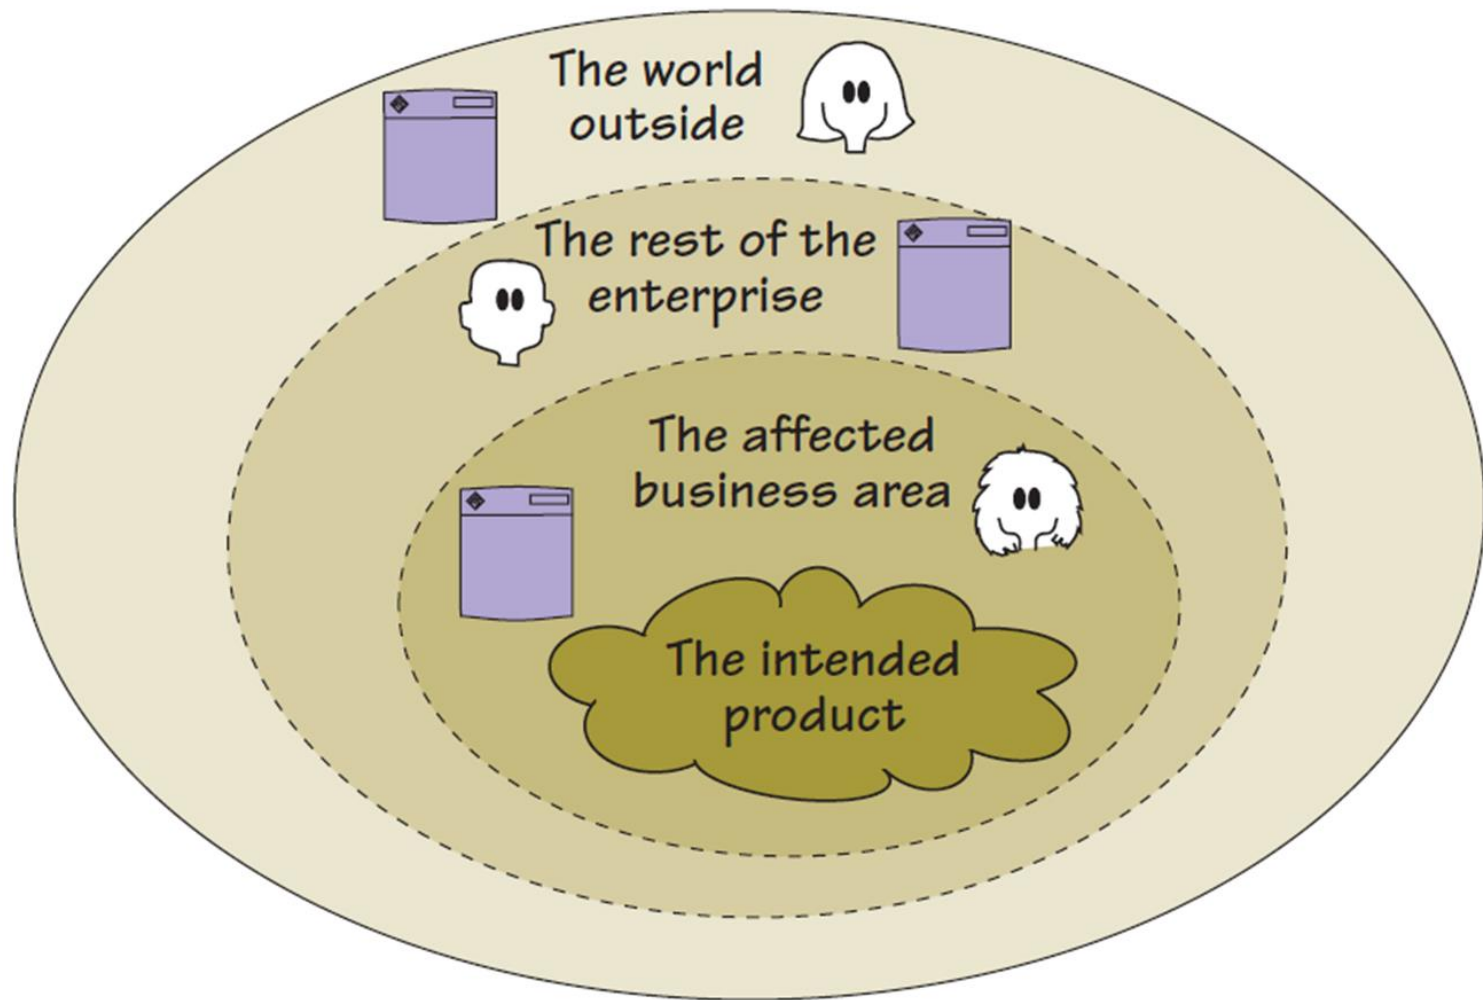 The world
outside
The rest of the
enterprise
The affected
business area
The intended
product